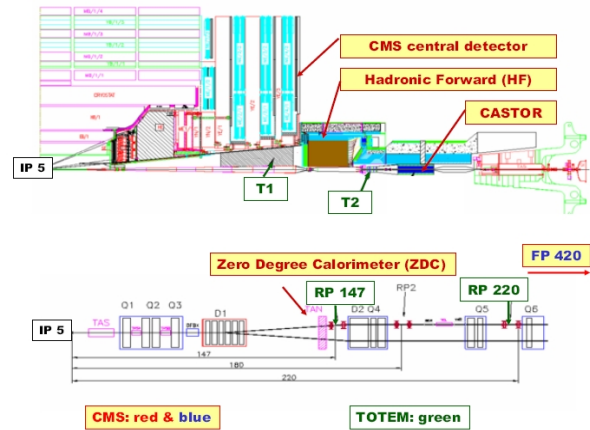 CMS central detector
Hadronic Forward (HF)
CASTOR
IP 5
T1
T2
FP 420
Zero Degree Calorimeter (ZDC)
RP 147
RP 220
RP2
TAN
Q1
Q2
Q3
D1
D2 Q4
Q5
Q6
TAS
IP 5
147
180
220
CMS: red & blue
TOTEM: green